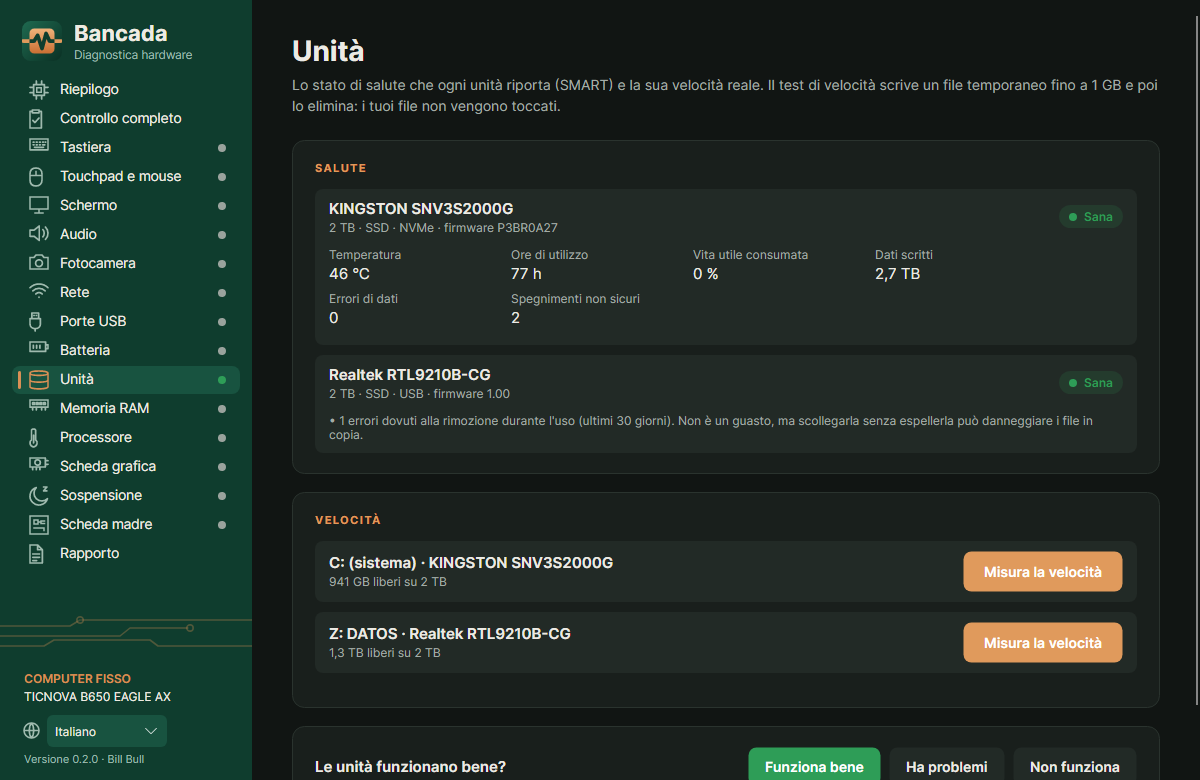 Bancada
Diagnostica hardware
Riepilogo
Controllo completo
Tastiera
Touchpad e mouse
Schermo
Audio
Fotocamera
Rete
Porte USB
Batteria
Unità
Memoria RAM
Processore
Scheda grafica
Sospensione
Scheda madre
Rapporto
COMPUTER FISSO
TICNOVA B650 EAGLE AX
Italiano
Versione 0.2.0 · Bill Bull
Unità
Lo stato di salute che ogni unità riporta (SMART) e la sua velocità reale. Il test di velocità scrive un file temporaneo fino a 1 GB e poi
lo elimina: i tuoi file non vengono toccati.
SALUTE
KINGSTON SNV3S2000G
2 TB · SSD · NVMe · firmware P3BR0A27
Sana
Temperatura
46 °C
Ore di utilizzo
77 h
Vita utile consumata
0 %
Dati scritti
2,7 TB
Errori di dati
0
Spegnimenti non sicuri
2
Realtek RTL9210B-CG
2 TB · SSD · USB · firmware 1.00
Sana
• 1 errori dovuti alla rimozione durante l'uso (ultimi 30 giorni). Non è un guasto, ma scollegarla senza espellerla può danneggiare i file in
copia.
VELOCITÀ
C: (sistema) · KINGSTON SNV3S2000G
941 GB liberi su 2 TB
Misura la velocità
Z: DATOS · Realtek RTL9210B-CG
1,3 TB liberi su 2 TB
Misura la velocità
Le unità funzionano bene?
Funziona bene
Ha problemi
Non funziona